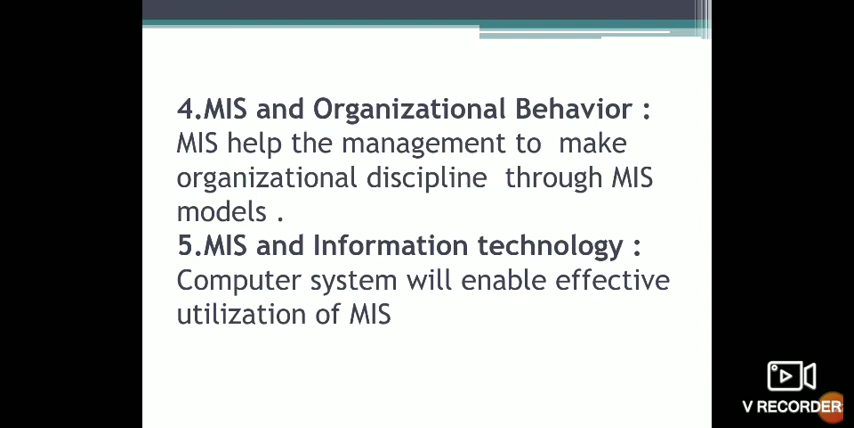 4.MIS and Organizational Behavior :
MIS help the management to make
organizational discipline through MIS
models .
5.MIS and Information technology :
Computer system will enable effective
utilization of MIS
V RECORDER